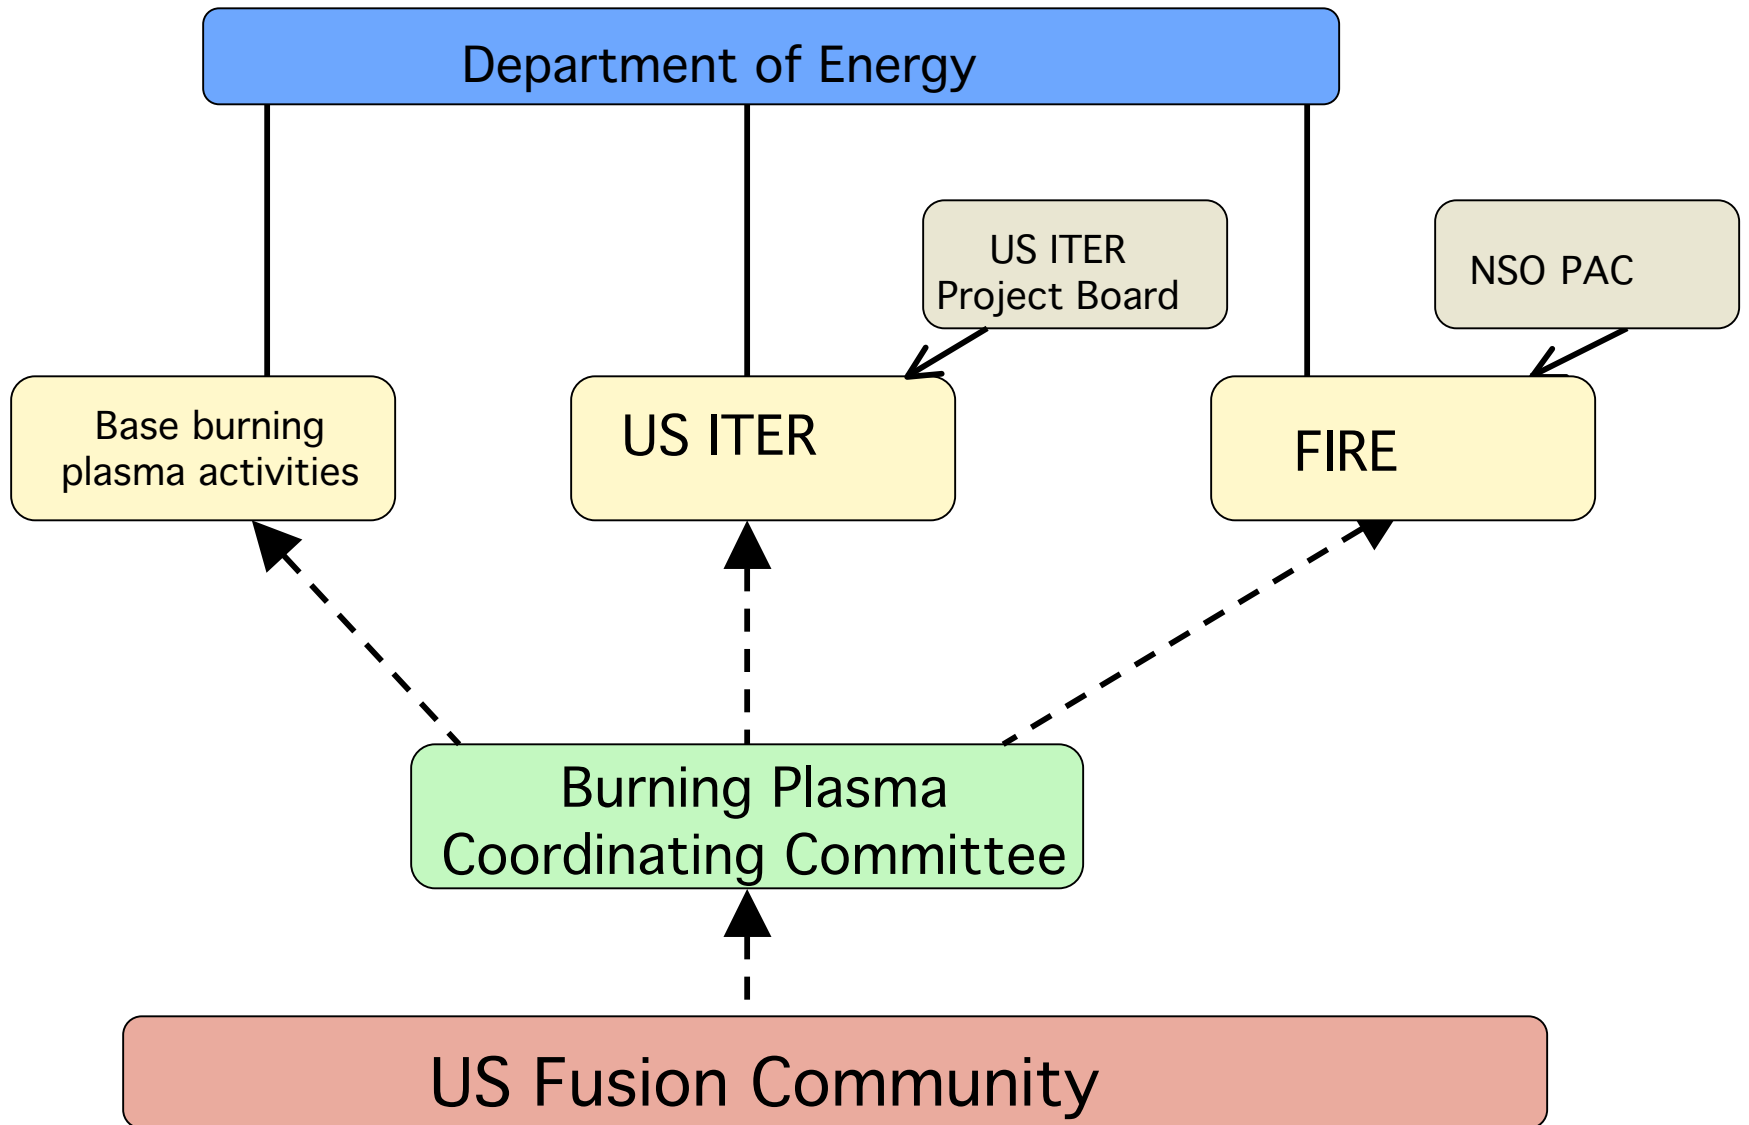 Department of Energy
US ITER
Project Board
NSO PAC
Base burning
plasma activities
US ITER
FIRE
Burning Plasma
Coordinating Committee
US Fusion Community